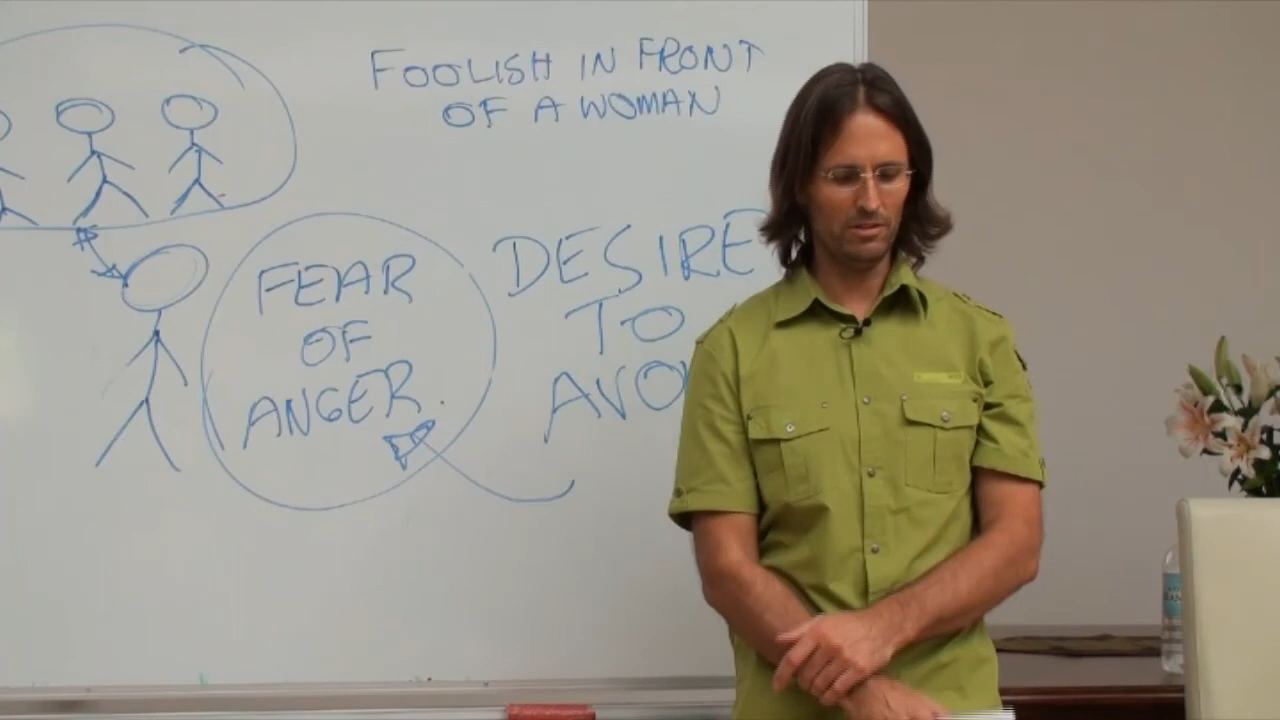 FOOLISH IN FRONT
OF A WOMAN
FEAR
OF
ANGER.
DESIRE
TO